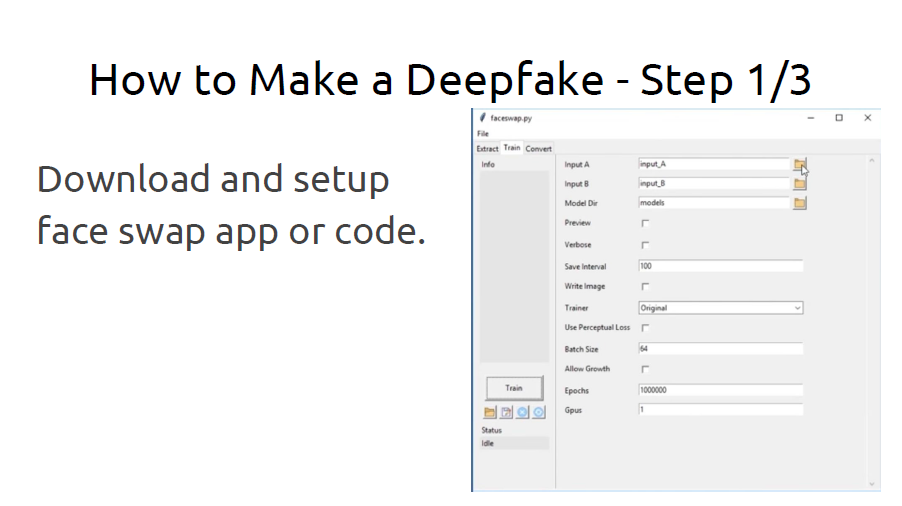 How to Make a Deepfake - Step 1/3
Download and setup
face swap app or code.
faceswap.py
File
Extract Train Convert
Info
Input A input_A
Input B input_B
Model Dir models
Preview
Verbose
Save Interval 100
Write Image
Trainer Original
Use Perceptual Loss
Batch Size 64
Allow Growth
Epochs 1000000
Gpus 1
Train
Status
Idle